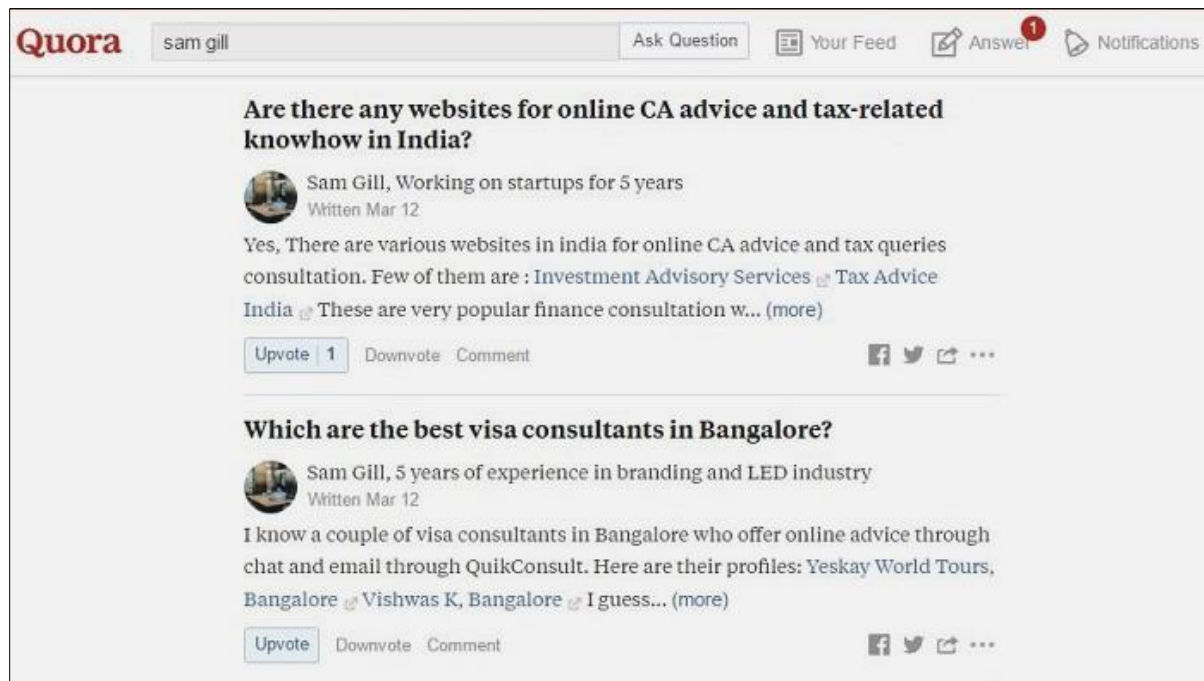 Quora
sam gill
Ask Question
Your Feed
Answer
1
Notifications
Are there any websites for online CA advice and tax-related
knowhow in India?
Sam Gill, Working on startups for 5 years
Written Mar 12
Yes, There are various websites in india for online CA advice and tax queries
consultation. Few of them are : Investment Advisory Services Tax Advice
India These are very popular finance consultation w... (more)
Upvote | 1 Downvote Comment
Which are the best visa consultants in Bangalore?
Sam Gill, 5 years of experience in branding and LED industry
Written Mar 12
I know a couple of visa consultants in Bangalore who offer online advice through
chat and email through QuikConsult. Here are their profiles: Yeskay World Tours,
Bangalore Vishwas K, Bangalore I guess... (more)
Upvote Downvote Comment